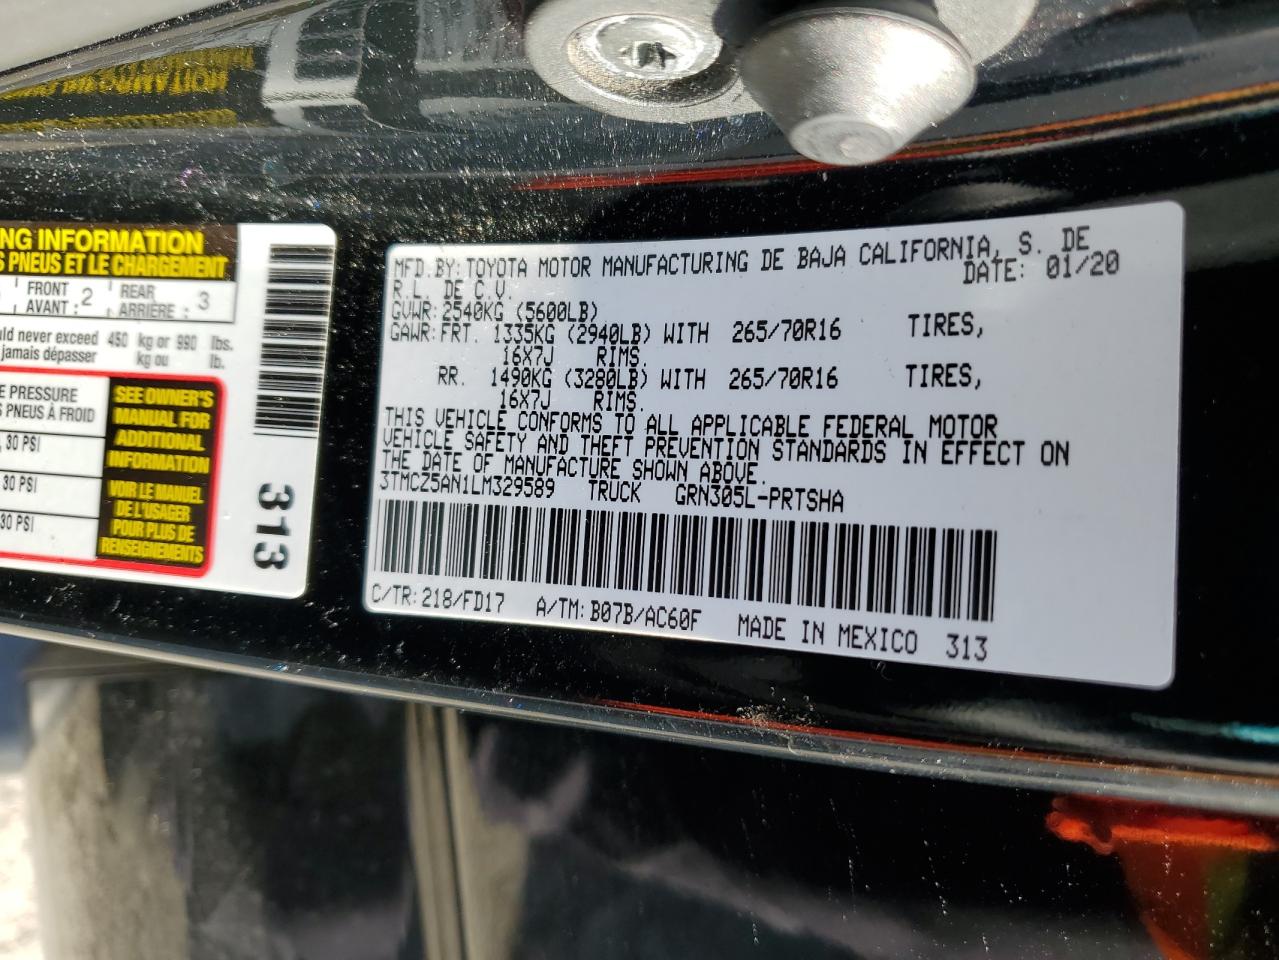 NG INFORMATION
S PNEUS ET LE CHARGEMENT
FRONT
AVANT : 2
REAR
ARRIÈRE : 3
uld never exceed 450 kg or 990 lbs.
jamais dépasser kg ou lb.
E PRESSURE
S PNEUS À FROID
, 30 PSI
30 PSI
30 PSI
SEE OWNER'S
MANUAL FOR
ADDITIONAL
INFORMATION
VOIR LE MANUEL
DE L'USAGER
POUR PLUS DE
RENSEIGNEMENTS
313
MFD.BY:TOYOTA MOTOR MANUFACTURING DE BAJA CALIFORNIA, S. DE
R.L. DE C.V. DATE: 01/20
GVWR:2540KG (5600LB)
GAWR:FRT. 1335KG (2940LB) WITH 265/70R16 TIRES,
16X7J RIMS.
RR. 1490KG (3280LB) WITH 265/70R16 TIRES,
16X7J RIMS.
THIS VEHICLE CONFORMS TO ALL APPLICABLE FEDERAL MOTOR
VEHICLE SAFETY AND THEFT PREVENTION STANDARDS IN EFFECT ON
THE DATE OF MANUFACTURE SHOWN ABOVE.
3TMCZ5AN1LM329589 TRUCK GRN305L-PRTSHA
C/TR:218/FD17 A/TM:B07B/AC60F MADE IN MEXICO 313